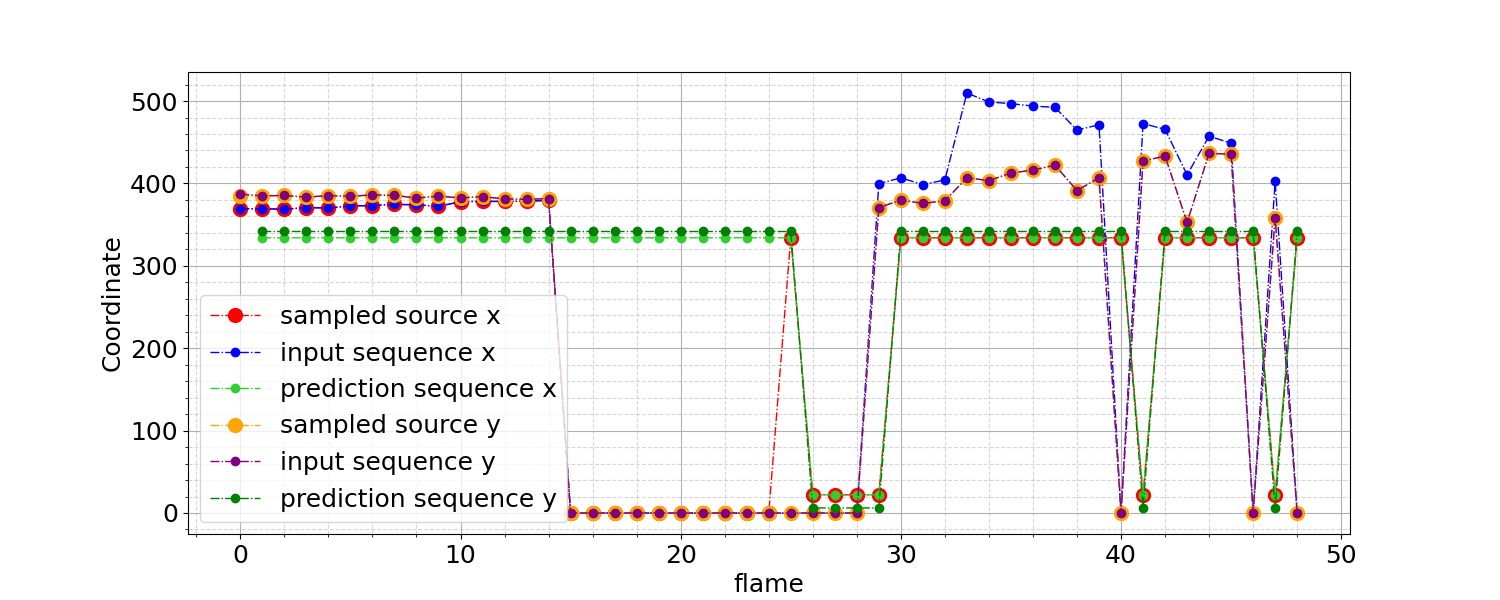 500
400
300
200
100
0
Coordinate
sampled source x
input sequence x
prediction sequence x
sampled source y
input sequence y
prediction sequence y
0 10 20 30 40 50
flame